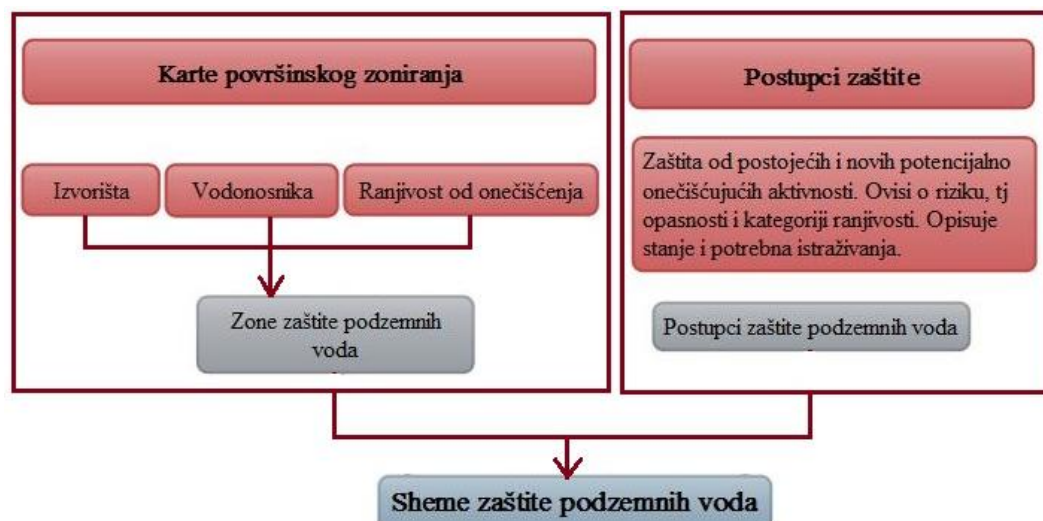 Karte površinskog zoniranja
Izvorišta
Vodonosnika
Ranjivost od onečišćenja
Zone zaštite podzemnih
voda
Postupci zaštite
Zaštita od postojećih i novih potencijalno
onečišćujućih aktivnosti. Ovisi o riziku, tj
opasnosti i kategoriji ranjivosti. Opisuje
stanje i potrebna istraživanja.
Postupci zaštite podzemnih voda
Sheme zaštite podzemnih voda